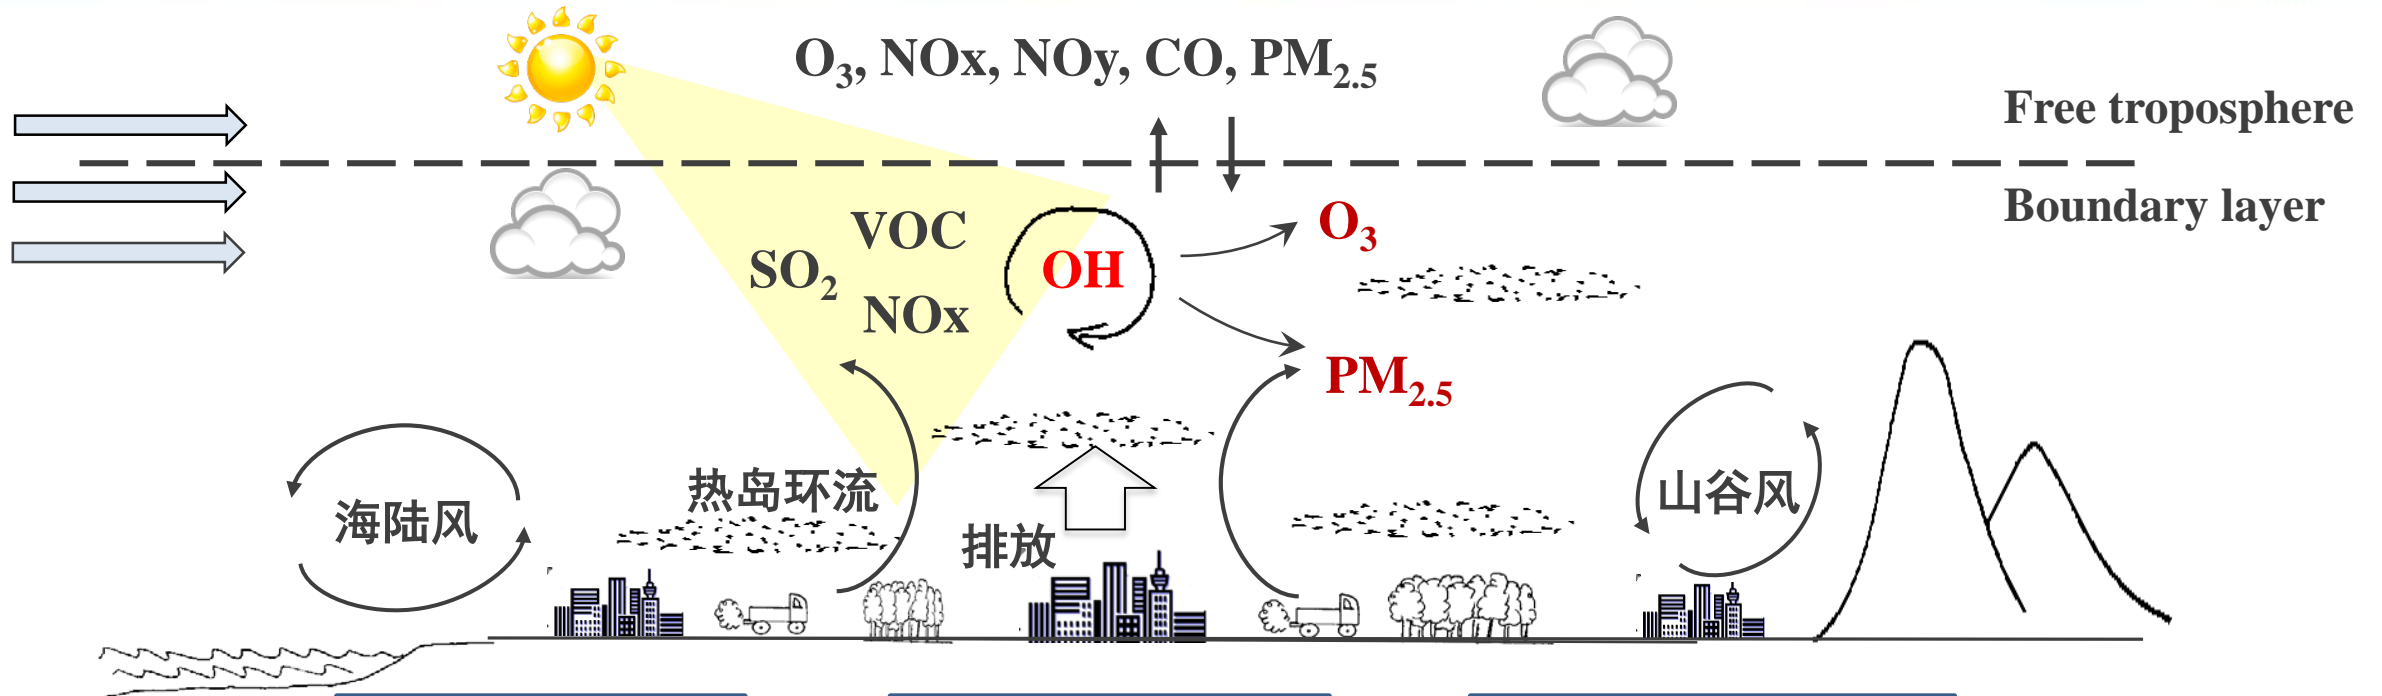 O₃, NOx, NOy, CO, PM₂.₅
Free troposphere
Boundary layer
VOC
SO₂
NOx
OH
O₃
PM₂.₅
热岛环流
海陆风
排放
山谷风